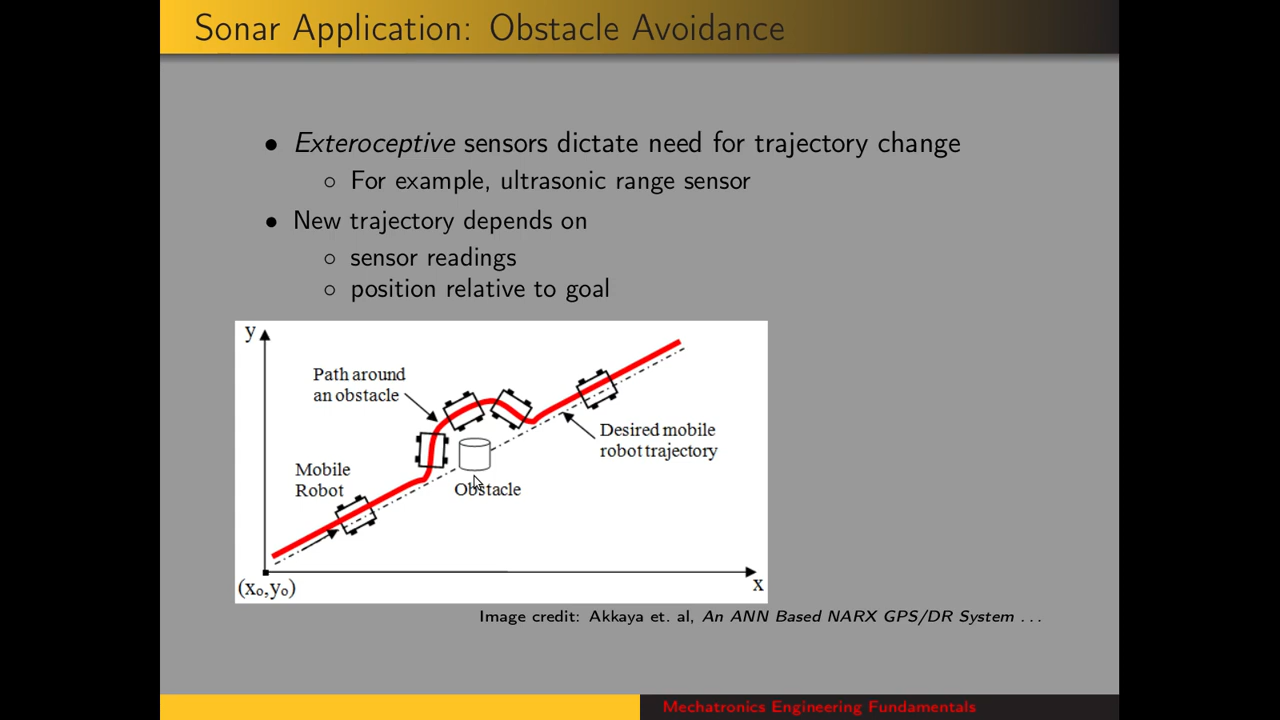 Sonar Application: Obstacle Avoidance
• Exteroceptive sensors dictate need for trajectory change
○ For example, ultrasonic range sensor
• New trajectory depends on
○ sensor readings
○ position relative to goal
y
Path around
an obstacle
Desired mobile
robot trajectory
Mobile
Robot
Obstacle
(x₀,y₀)
x
Image credit: Akkaya et. al, An ANN Based NARX GPS/DR System . . .
Mechatronics Engineering Fundamentals